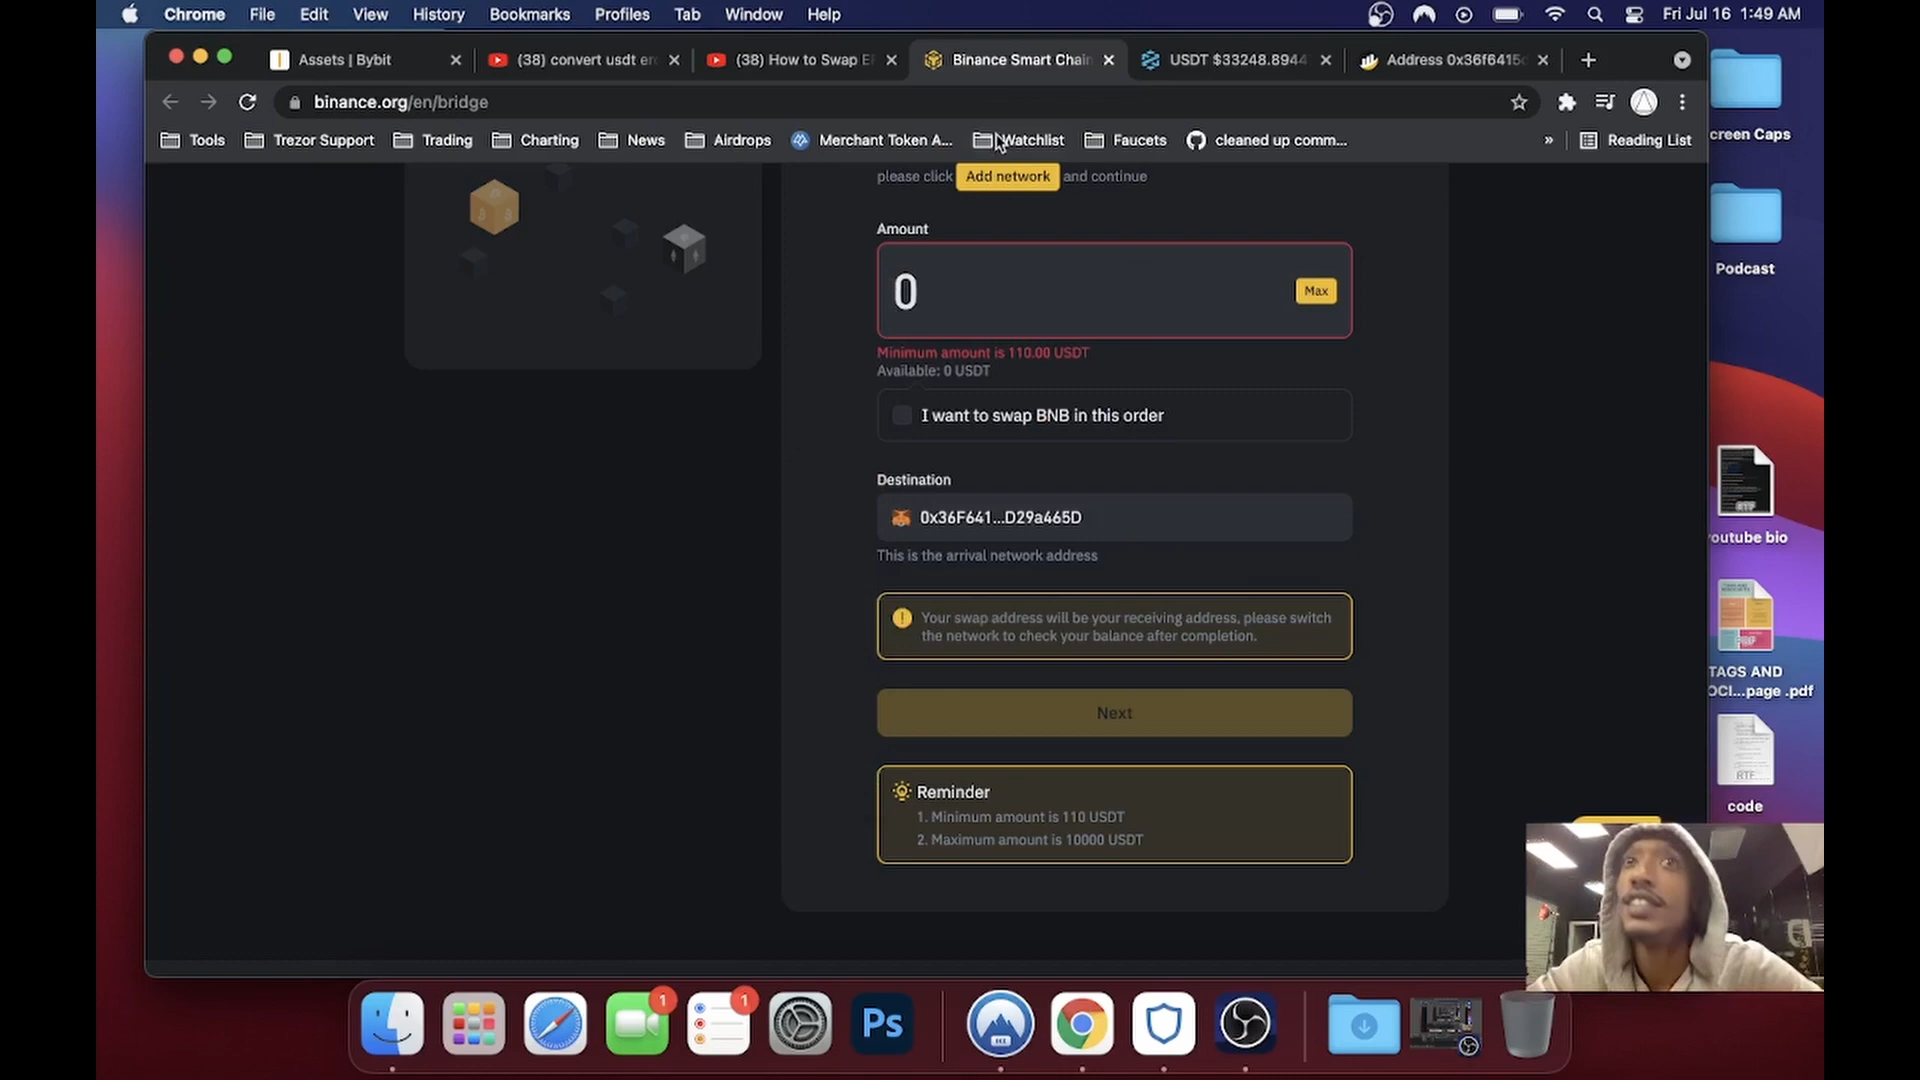 Chrome File Edit View History Bookmarks Profiles Tab Window Help Fri Jul 16 1:49 AM
Assets | Bybit (38) convert usdt er (38) How to Swap E Binance Smart Chain USDT $33248.8944 Address 0x36f6415
binance.org/en/bridge
Tools Trezor Support Trading Charting News Airdrops Merchant Token A... Watchlist Faucets cleaned up comm... » Reading List
please click Add network and continue
Amount
0 Max
Minimum amount is 110.00 USDT
Available: 0 USDT
I want to swap BNB in this order
Destination
0x36F641...D29a465D
This is the arrival network address
Your swap address will be your receiving address, please switch
the network to check your balance after completion.
Next
Reminder
1. Minimum amount is 110 USDT
2. Maximum amount is 10000 USDT
creen Caps
Podcast
outube bio
TAGS AND
OCI...page .pdf
RTF
code
1
1
Ps